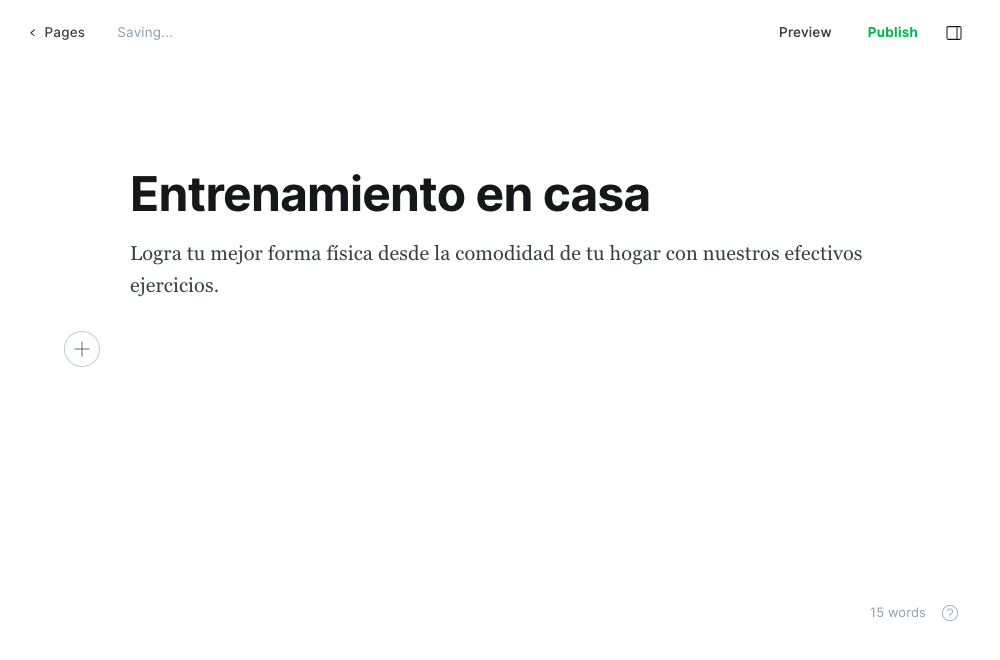 Pages
Saving...
Preview
Publish
Entrenamiento en casa
Logra tu mejor forma física desde la comodidad de tu hogar con nuestros efectivos
ejercicios.
15 words